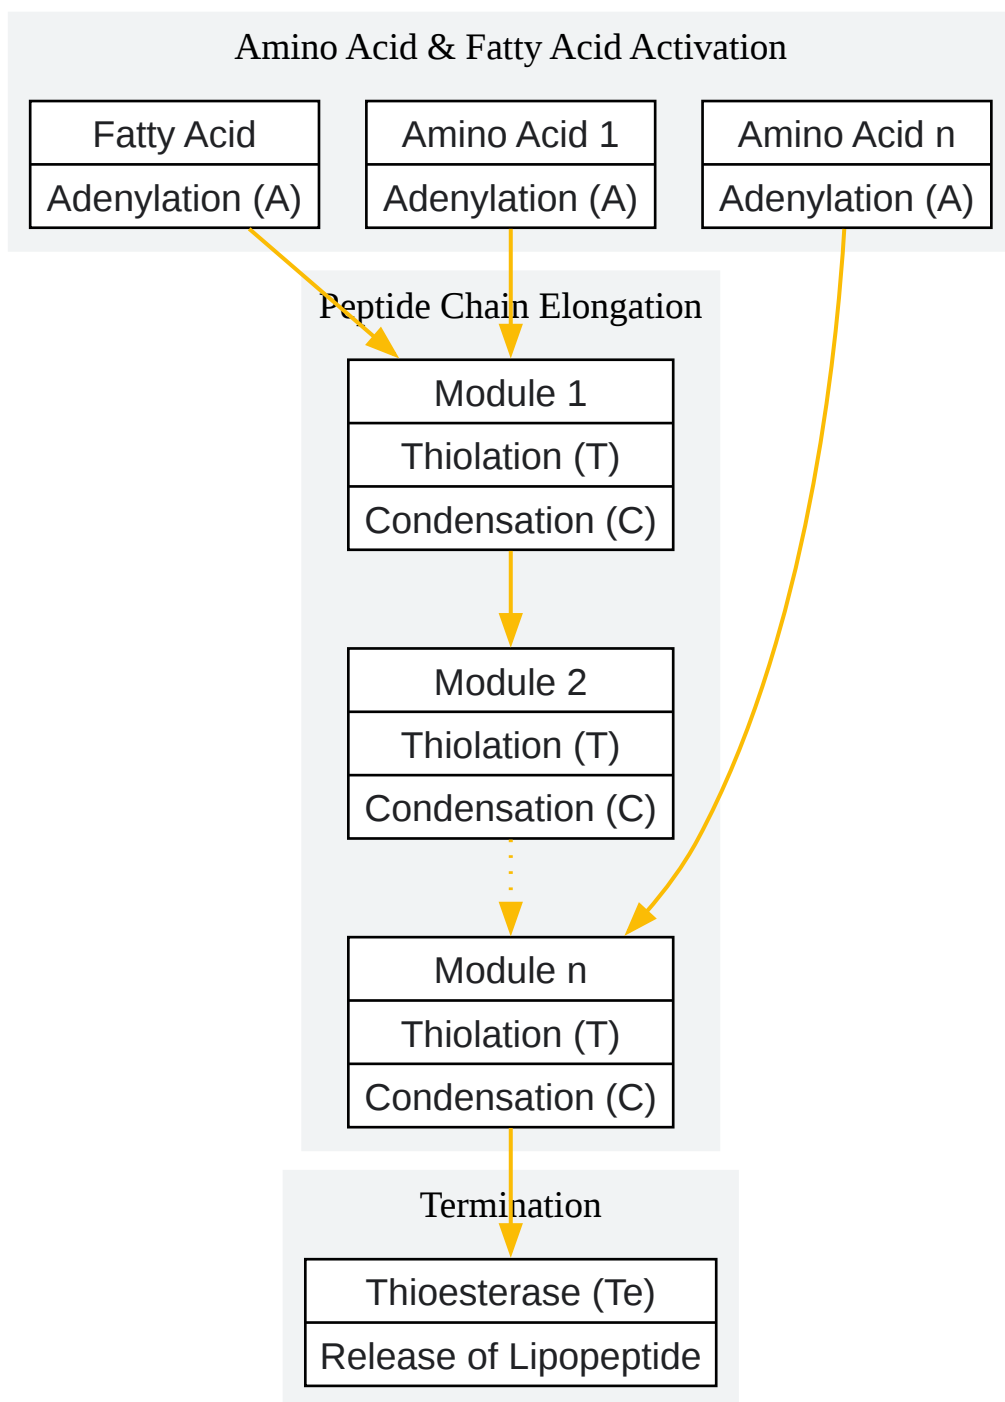 Amino Acid & Fatty Acid Activation
Fatty Acid
Adenylation (A)
Amino Acid 1
Adenylation (A)
Amino Acid n
Adenylation (A)
Peptide Chain Elongation
Module 1
Thiolation (T)
Condensation (C)
Module 2
Thiolation (T)
Condensation (C)
Module n
Thiolation (T)
Condensation (C)
Termination
Thioesterase (Te)
Release of Lipopeptide